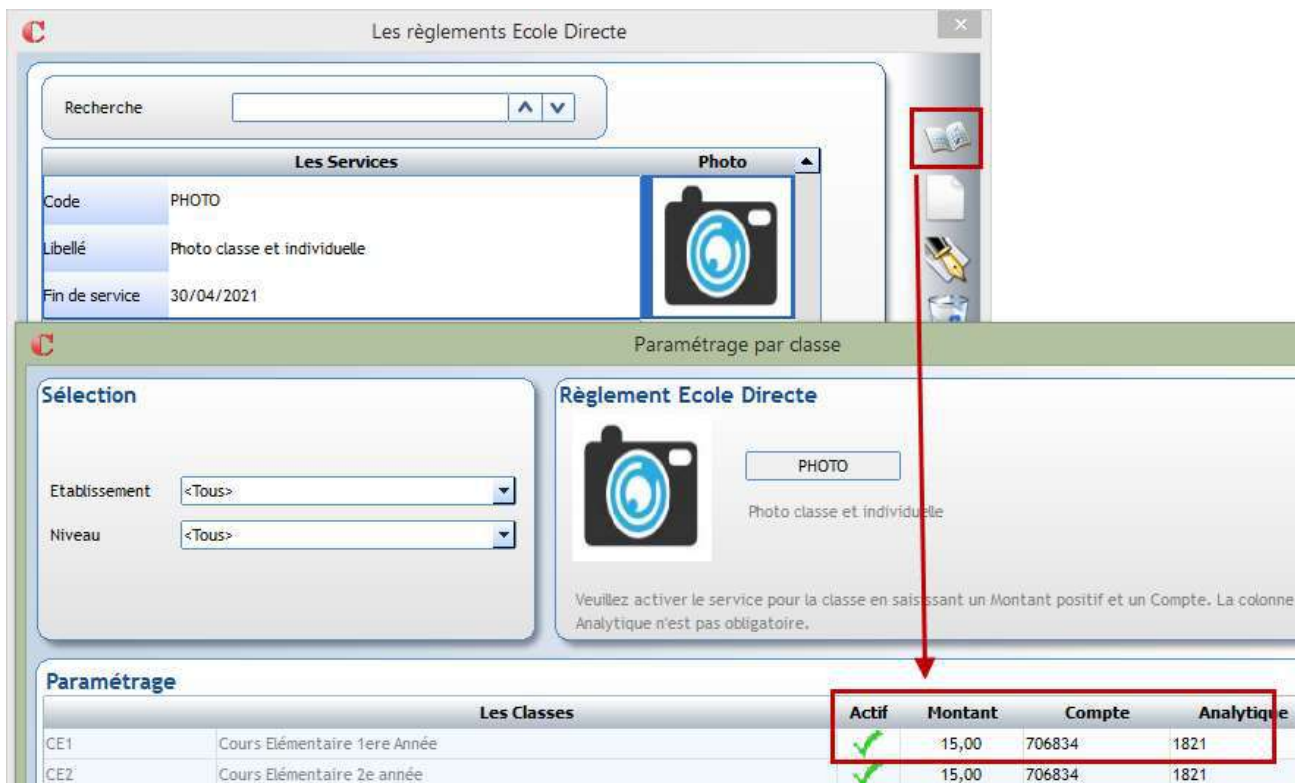 Les règlements Ecole Directe
Recherche
Les Services Photo
Code PHOTO
Libellé Photo classe et individuelle
Fin de service 30/04/2021
Paramétrage par classe
Sélection
Etablissement <Tous>
Niveau <Tous>
Règlement Ecole Directe
PHOTO
Photo classe et individuelle
Veuillez activer le service pour la classe en saisissant un Montant positif et un Compte. La colonne
Analytique n'est pas obligatoire.
Paramétrage
Les Classes Actif Montant Compte Analytique
CE1 Cours Elémentaire 1ere Année 15,00 706834 1821
CE2 Cours Elémentaire 2e année 15,00 706834 1821